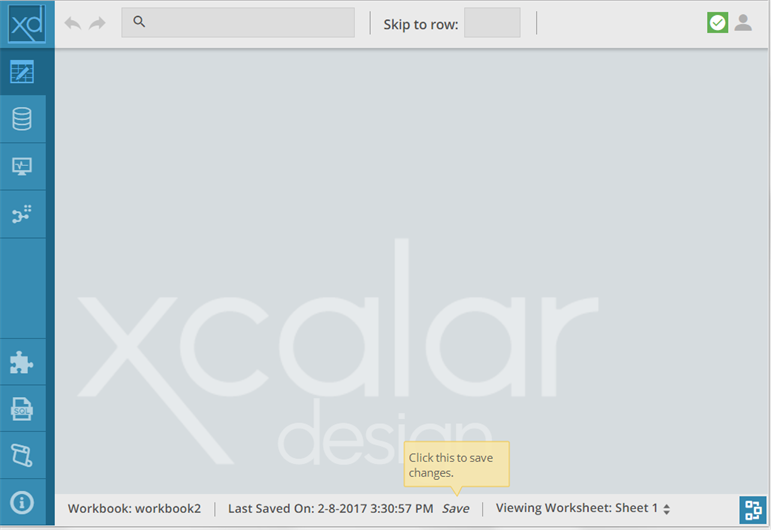 xd
Skip to row:
xcalar
design
Click this to save
changes.
SQL
Workbook: workbook2 | Last Saved On: 2-8-2017 3:30:57 PM Save | Viewing Worksheet: Sheet 1